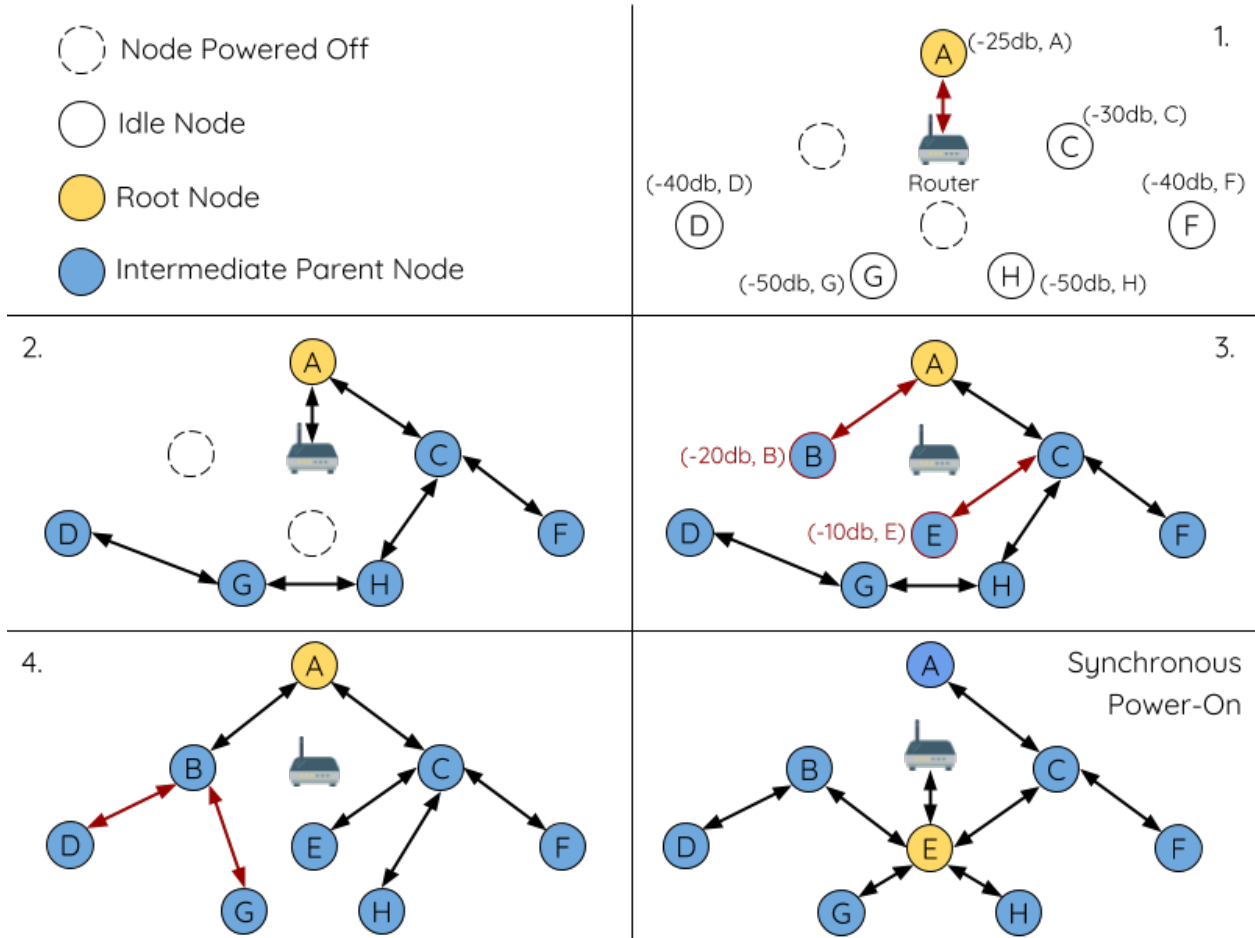 Node Powered Off
Idle Node
Root Node
Intermediate Parent Node
1.
A
(-25db, A)
(-30db, C)
C
Router
(-40db, D)
D
(-40db, F)
F
(-50db, G)
G
H
(-50db, H)
2.
A
C
D
F
G
H
3.
A
(-20db, B)
B
C
D
(-10db, E)
E
F
G
H
4.
A
B
C
D
E
F
G
H
Synchronous
Power-On
A
B
C
D
E
F
G
H